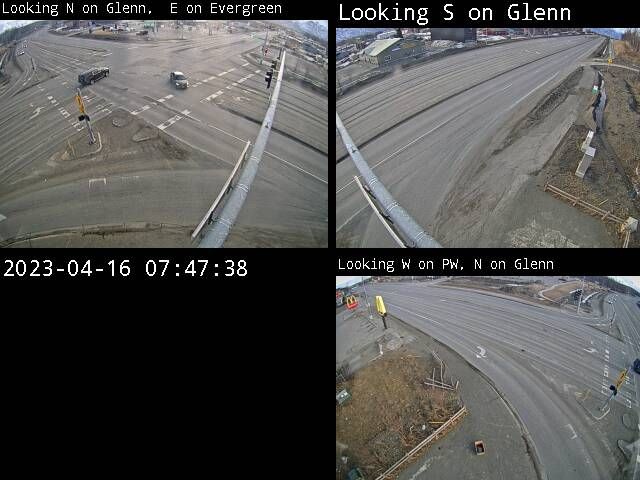 Looking N on Glenn,  E on Evergreen
Looking S on Glenn
2023-04-16 07:47:38
Looking W on PW, N on Glenn